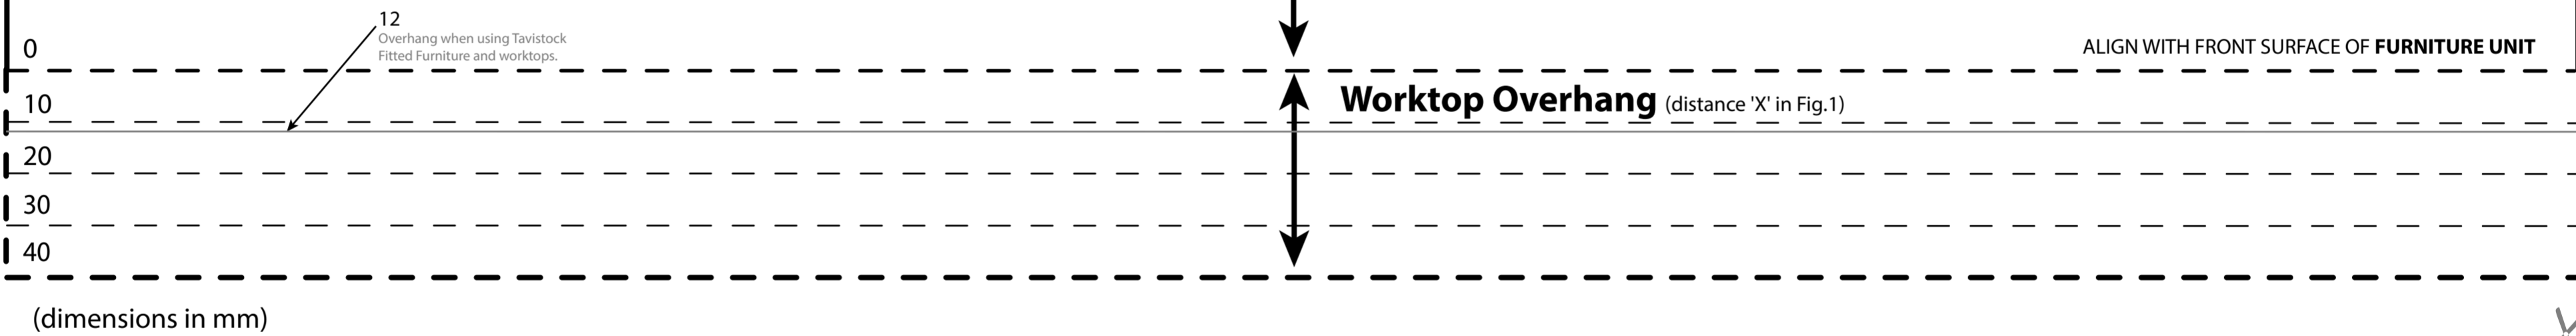 12
Overhang when using Tavistock
Fitted Furniture and worktops.
0
ALIGN WITH FRONT SURFACE OF FURNITURE UNIT
10
Worktop Overhang (distance 'X' in Fig.1)
20
30
40
(dimensions in mm)